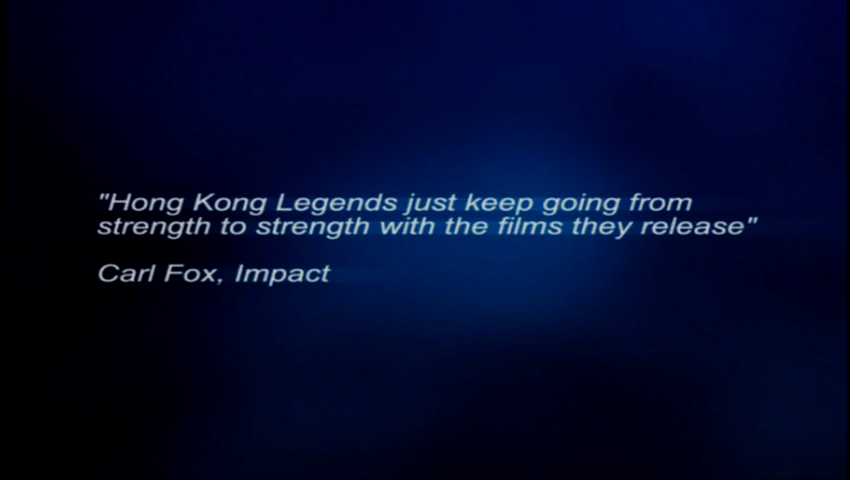 "Hong Kong Legends just keep going from
strength to strength with the films they release"
Carl Fox, Impact